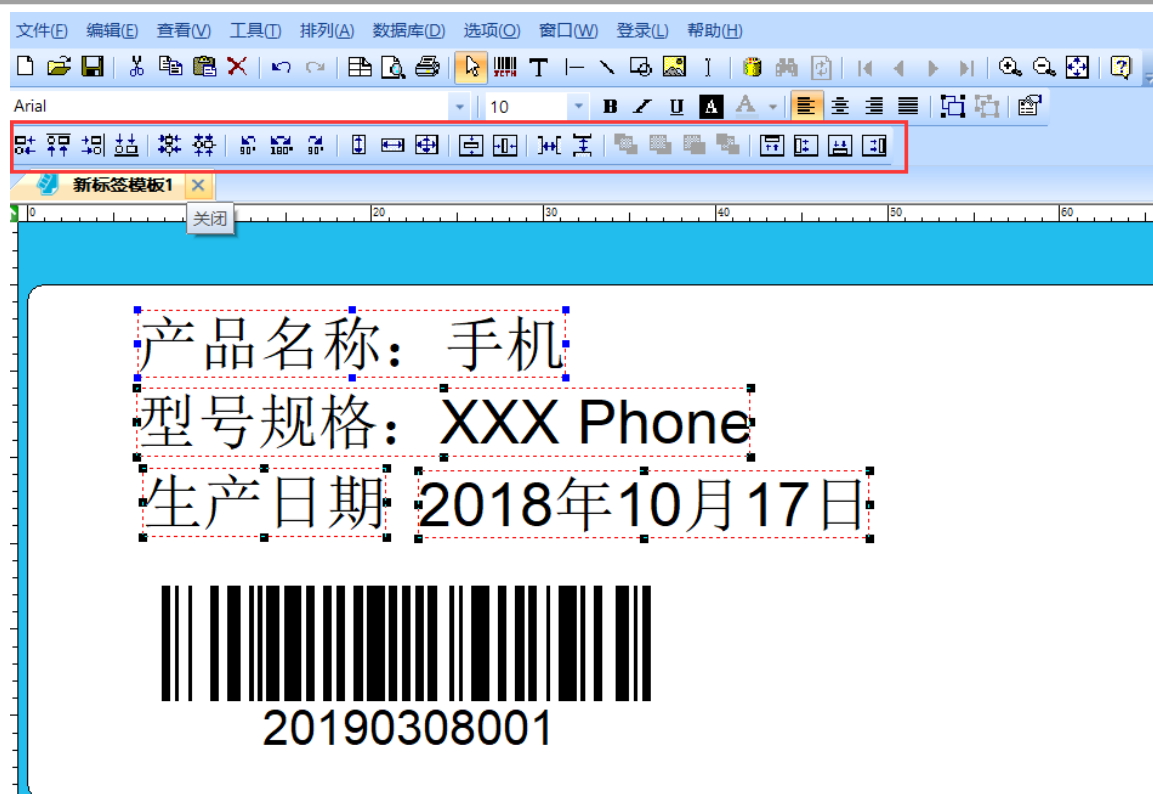 文件(F) 编辑(E) 查看(V) 工具(T) 排列(A) 数据库(D) 选项(O) 窗口(W) 登录(L) 帮助(H)
Arial 10 B U A A
90° 180° 90°
新标签模板1
关闭
0 20 30 40 50 60
产品名称：手机
型号规格：XXX Phone
生产日期 2018年10月17日
20190308001